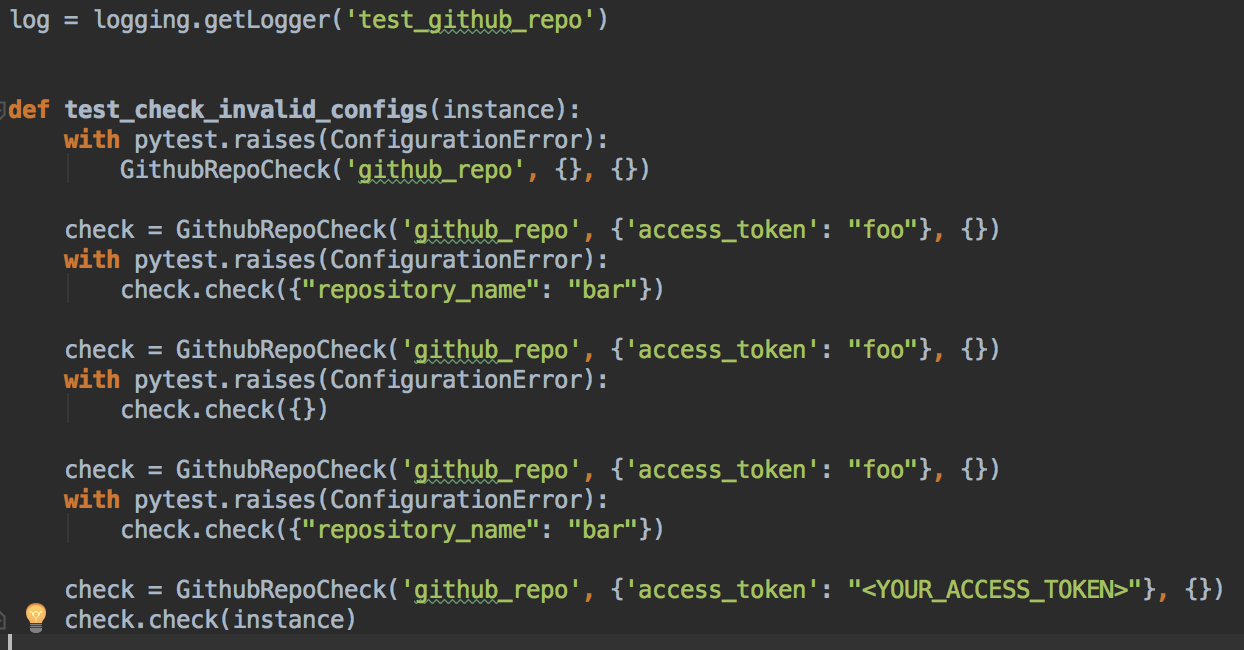 log = logging.getLogger('test_github_repo')
def test_check_invalid_configs(instance):
    with pytest.raises(ConfigurationError):
        GithubRepoCheck('github_repo', {}, {})
    check = GithubRepoCheck('github_repo', {'access_token': "foo"}, {})
    with pytest.raises(ConfigurationError):
        check.check({"repository_name": "bar"})
    check = GithubRepoCheck('github_repo', {'access_token': "foo"}, {})
    with pytest.raises(ConfigurationError):
        check.check({})
    check = GithubRepoCheck('github_repo', {'access_token': "foo"}, {})
    with pytest.raises(ConfigurationError):
        check.check({"repository_name": "bar"})
    check = GithubRepoCheck('github_repo', {'access_token': "<YOUR_ACCESS_TOKEN>"}, {})
    check.check(instance)